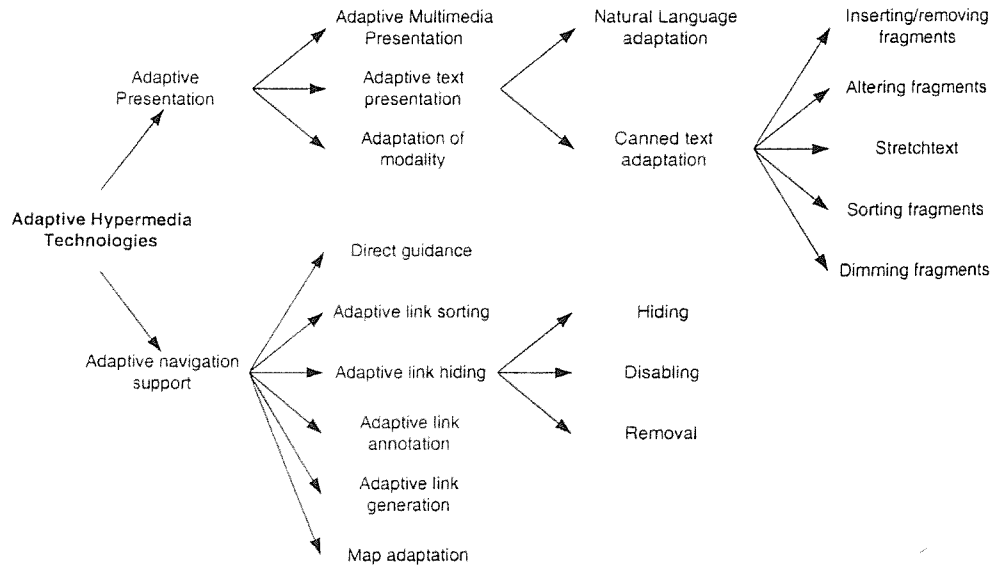 Adaptive Multimedia
Presentation
Natural Language
adaptation
Inserting/removing
fragments
Adaptive
Presentation
Adaptive text
presentation
Altering fragments
Adaptation of
modality
Canned text
adaptation
Stretchtext
Sorting fragments
Dimming fragments
Adaptive Hypermedia
Technologies
Direct guidance
Adaptive link sorting
Hiding
Adaptive navigation
support
Adaptive link hiding
Disabling
Adaptive link
annotation
Removal
Adaptive link
generation
Map adaptation